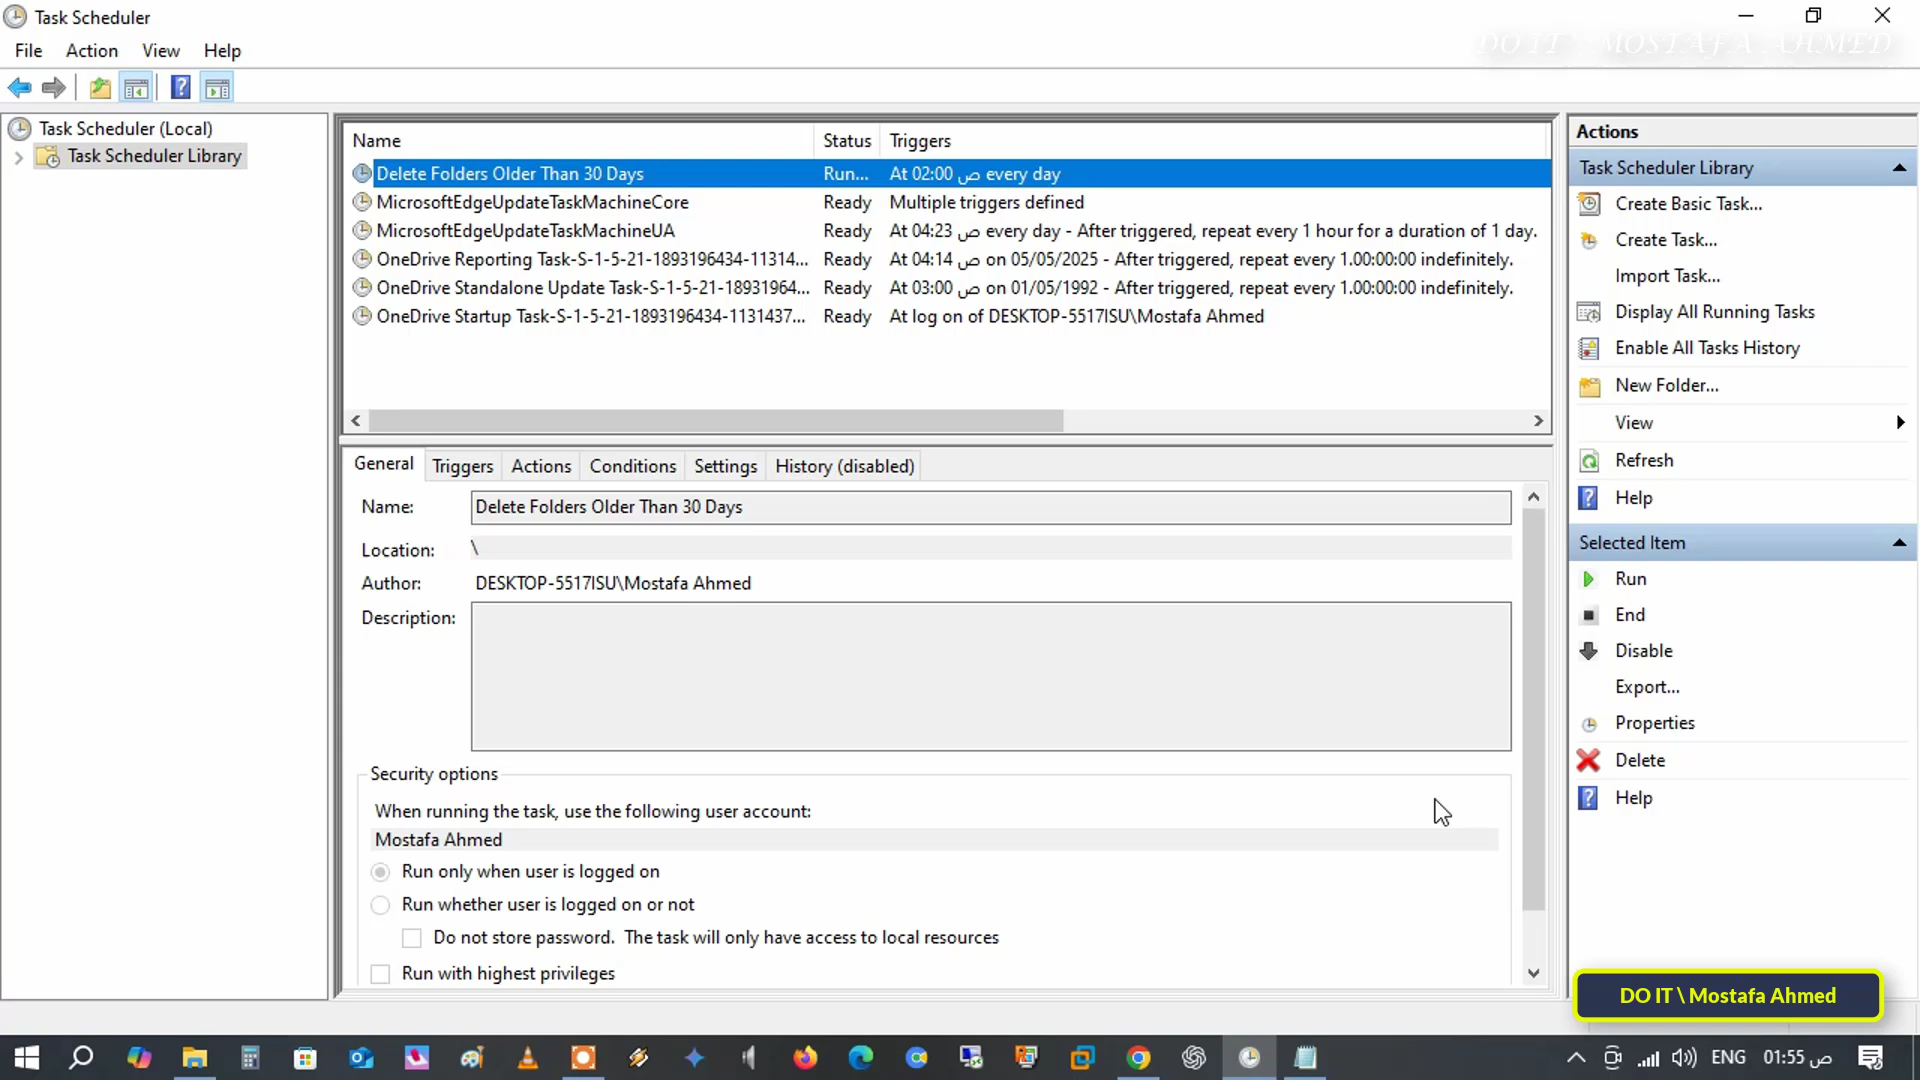 Task Scheduler
DO IT \ MOSTAFA AHMED
File Action View Help
Task Scheduler (Local)
Task Scheduler Library
Name Status Triggers
Delete Folders Older Than 30 Days Run... At 02:00 ص every day
MicrosoftEdgeUpdateTaskMachineCore Ready Multiple triggers defined
MicrosoftEdgeUpdateTaskMachineUA Ready At 04:23 ص every day - After triggered, repeat every 1 hour for a duration of 1 day.
OneDrive Reporting Task-S-1-5-21-1893196434-11314... Ready At 04:14 ص on 05/05/2025 - After triggered, repeat every 1.00:00:00 indefinitely.
OneDrive Standalone Update Task-S-1-5-21-18931964... Ready At 03:00 ص on 01/05/1992 - After triggered, repeat every 1.00:00:00 indefinitely.
OneDrive Startup Task-S-1-5-21-1893196434-1131437... Ready At log on of DESKTOP-5517ISU\Mostafa Ahmed
General Triggers Actions Conditions Settings History (disabled)
Name: Delete Folders Older Than 30 Days
Location: \
Author: DESKTOP-5517ISU\Mostafa Ahmed
Description:
Security options
When running the task, use the following user account:
Mostafa Ahmed
Run only when user is logged on
Run whether user is logged on or not
Do not store password. The task will only have access to local resources
Run with highest privileges
Actions
Task Scheduler Library
Create Basic Task...
Create Task...
Import Task...
Display All Running Tasks
Enable All Tasks History
New Folder...
View
Refresh
Help
Selected Item
Run
End
Disable
Export...
Properties
Delete
Help
DO IT \ Mostafa Ahmed
ENG 01:55 ص